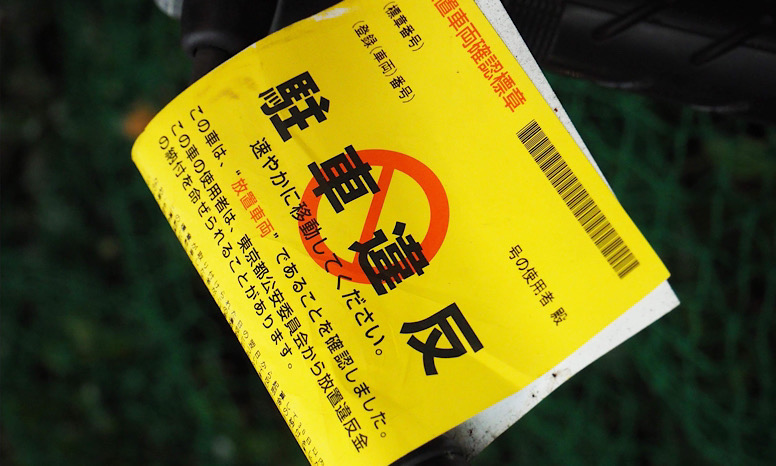 放置車両確認標章
(標章番号)
(登録(車両)番号)
号の使用者 殿
駐車違反
速やかに移動してください。
この車は、“放置車両”であることを確認しました。
この車の使用者は、東京都公安委員会から放置違反金
の納付を命ぜられることがあります。